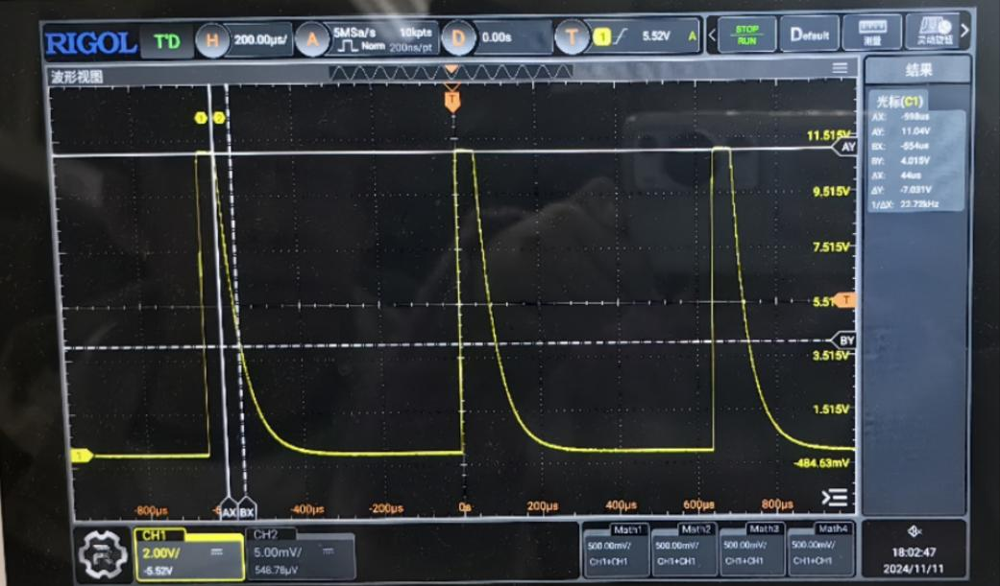 RIGOL T'D H 200.00μs/ A 5MSa/s 10kpts D 0.00s T 1 5.52V A STOP Default 测量 灵动旋钮
Norm 200ns/pt RUN
波形视图
结果
T
1 2
光标(C1)
AX: -598us
AY: 11.04V
BX: -554us
BY: 4.015V
ΔX: 44us
ΔY: -7.031V
1/ΔX: 22.72kHz
11.515V
AY
9.515V
7.515V
T
BY
3.515V
1.515V
1
-484.63mV
-800μs AX BX -400μs -200μs 0s 200μs 400μs 600μs 800μs
CH1
2.00V/
-5.52V
CH2
5.00mV/
548.78μV
Math1
500.00mV/
CH1+CH1
Math2
500.00mV/
CH1+CH1
Math3
500.00mV/
CH1+CH1
Math4
500.00mV/
CH1+CH1
18:02:47
2024/11/11